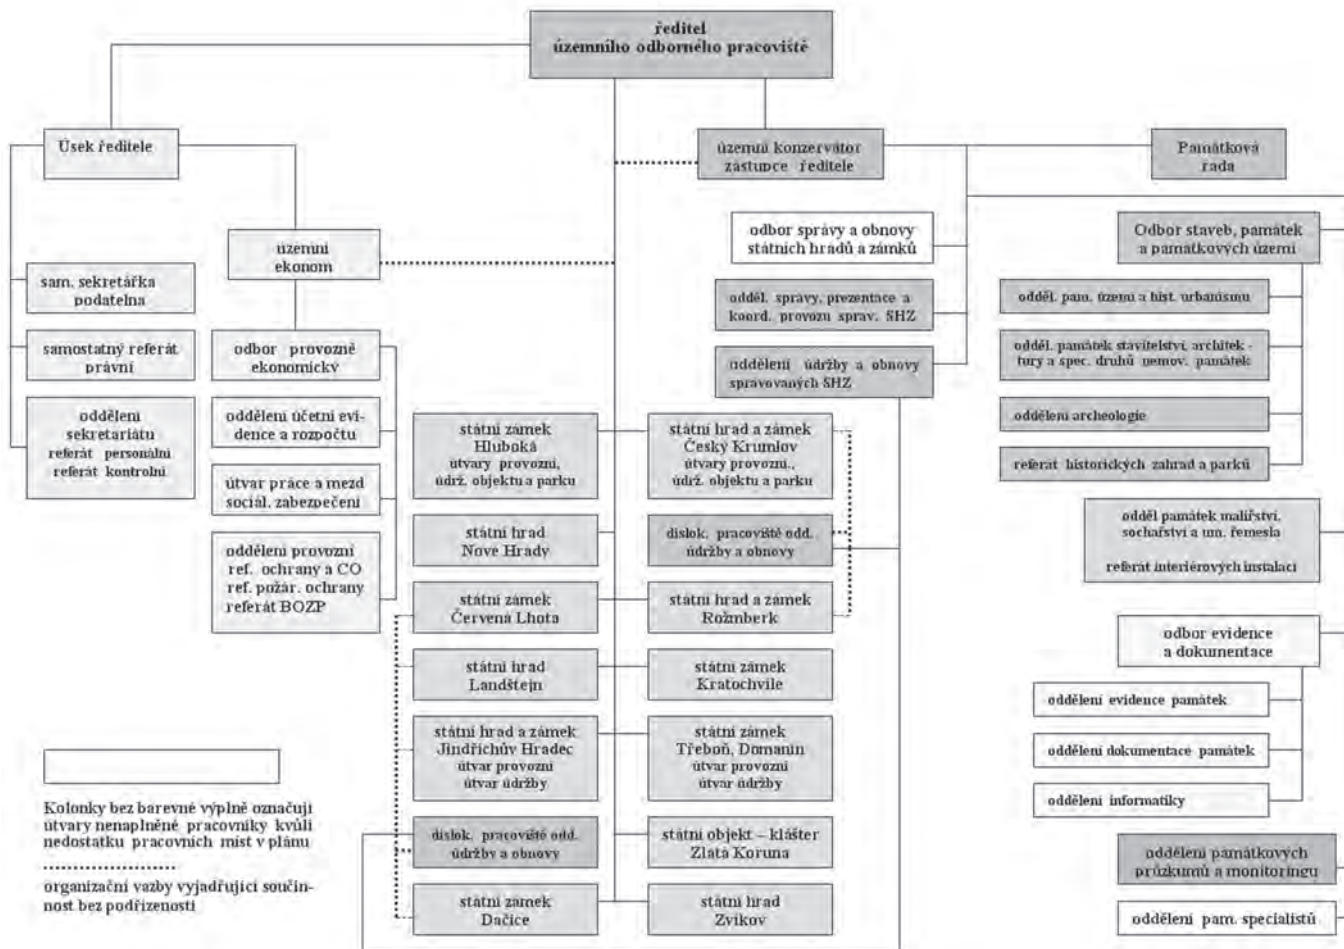 ředitel
územního odborného pracoviště
Úsek ředitele
územní konzervátor
zástupce ředitele
Památková
rada
územní
ekonom
odbor správy a obnovy
státních hradů a zámků
Odbor staveb, památek
a památkových území
sam. sekretářka
podatelna
odděl. správy, prezentace a
koord. provozu sprav. SHZ
odděl. pam. území a hist. urbanismu
samostatný referát
právní
odbor provozně
ekonomický
oddělení údržby a obnovy
spravovaných SHZ
odděl. památek stavitelství, architek -
tury a spec. druhů nemov. památek
oddělení
sekretariátu
referát personální
referát kontrolní
oddělení účetní evi-
dence a rozpočtu
státní zámek
Hluboká
útvary provozní,
údrž. objektu a parku
státní hrad a zámek
Český Krumlov
útvary provozní.,
údrž. objektu a parku
oddělení archeologie
referát historických zahrad a parků
útvar práce a mezd
sociál. zabezpečení
státní hrad
Nové Hrady
dislok. pracoviště odd.
údržby a obnovy
odděl památek malířství,
sochařství a um. řemesla
referát interiérových instalací
oddělení provozní
ref. ochrany a CO
ref. požár. ochrany
referát BOZP
státní zámek
Červená Lhota
státní hrad a zámek
Rožmberk
odbor evidence
a dokumentace
státní hrad
Landštejn
státní zámek
Kratochvíle
oddělení evidence památek
státní hrad a zámek
Jindřichův Hradec
útvar provozní
útvar údržby
státní zámek
Třeboň, Domanín
útvar provozní
útvar údržby
oddělení dokumentace památek
oddělení informatiky
Kolonky bez barevné výplně označují
útvary nenaplněné pracovníky kvůli
nedostatku pracovních míst v plánu
organizační vazby vyjadřující součin-
nost bez podřízenosti
dislok. pracoviště odd.
údržby a obnovy
státní objekt – klášter
Zlatá Koruna
oddělení památkových
průzkumů a monitoringu
státní zámek
Dačice
státní hrad
Zvíkov
oddělení pam. specialistů